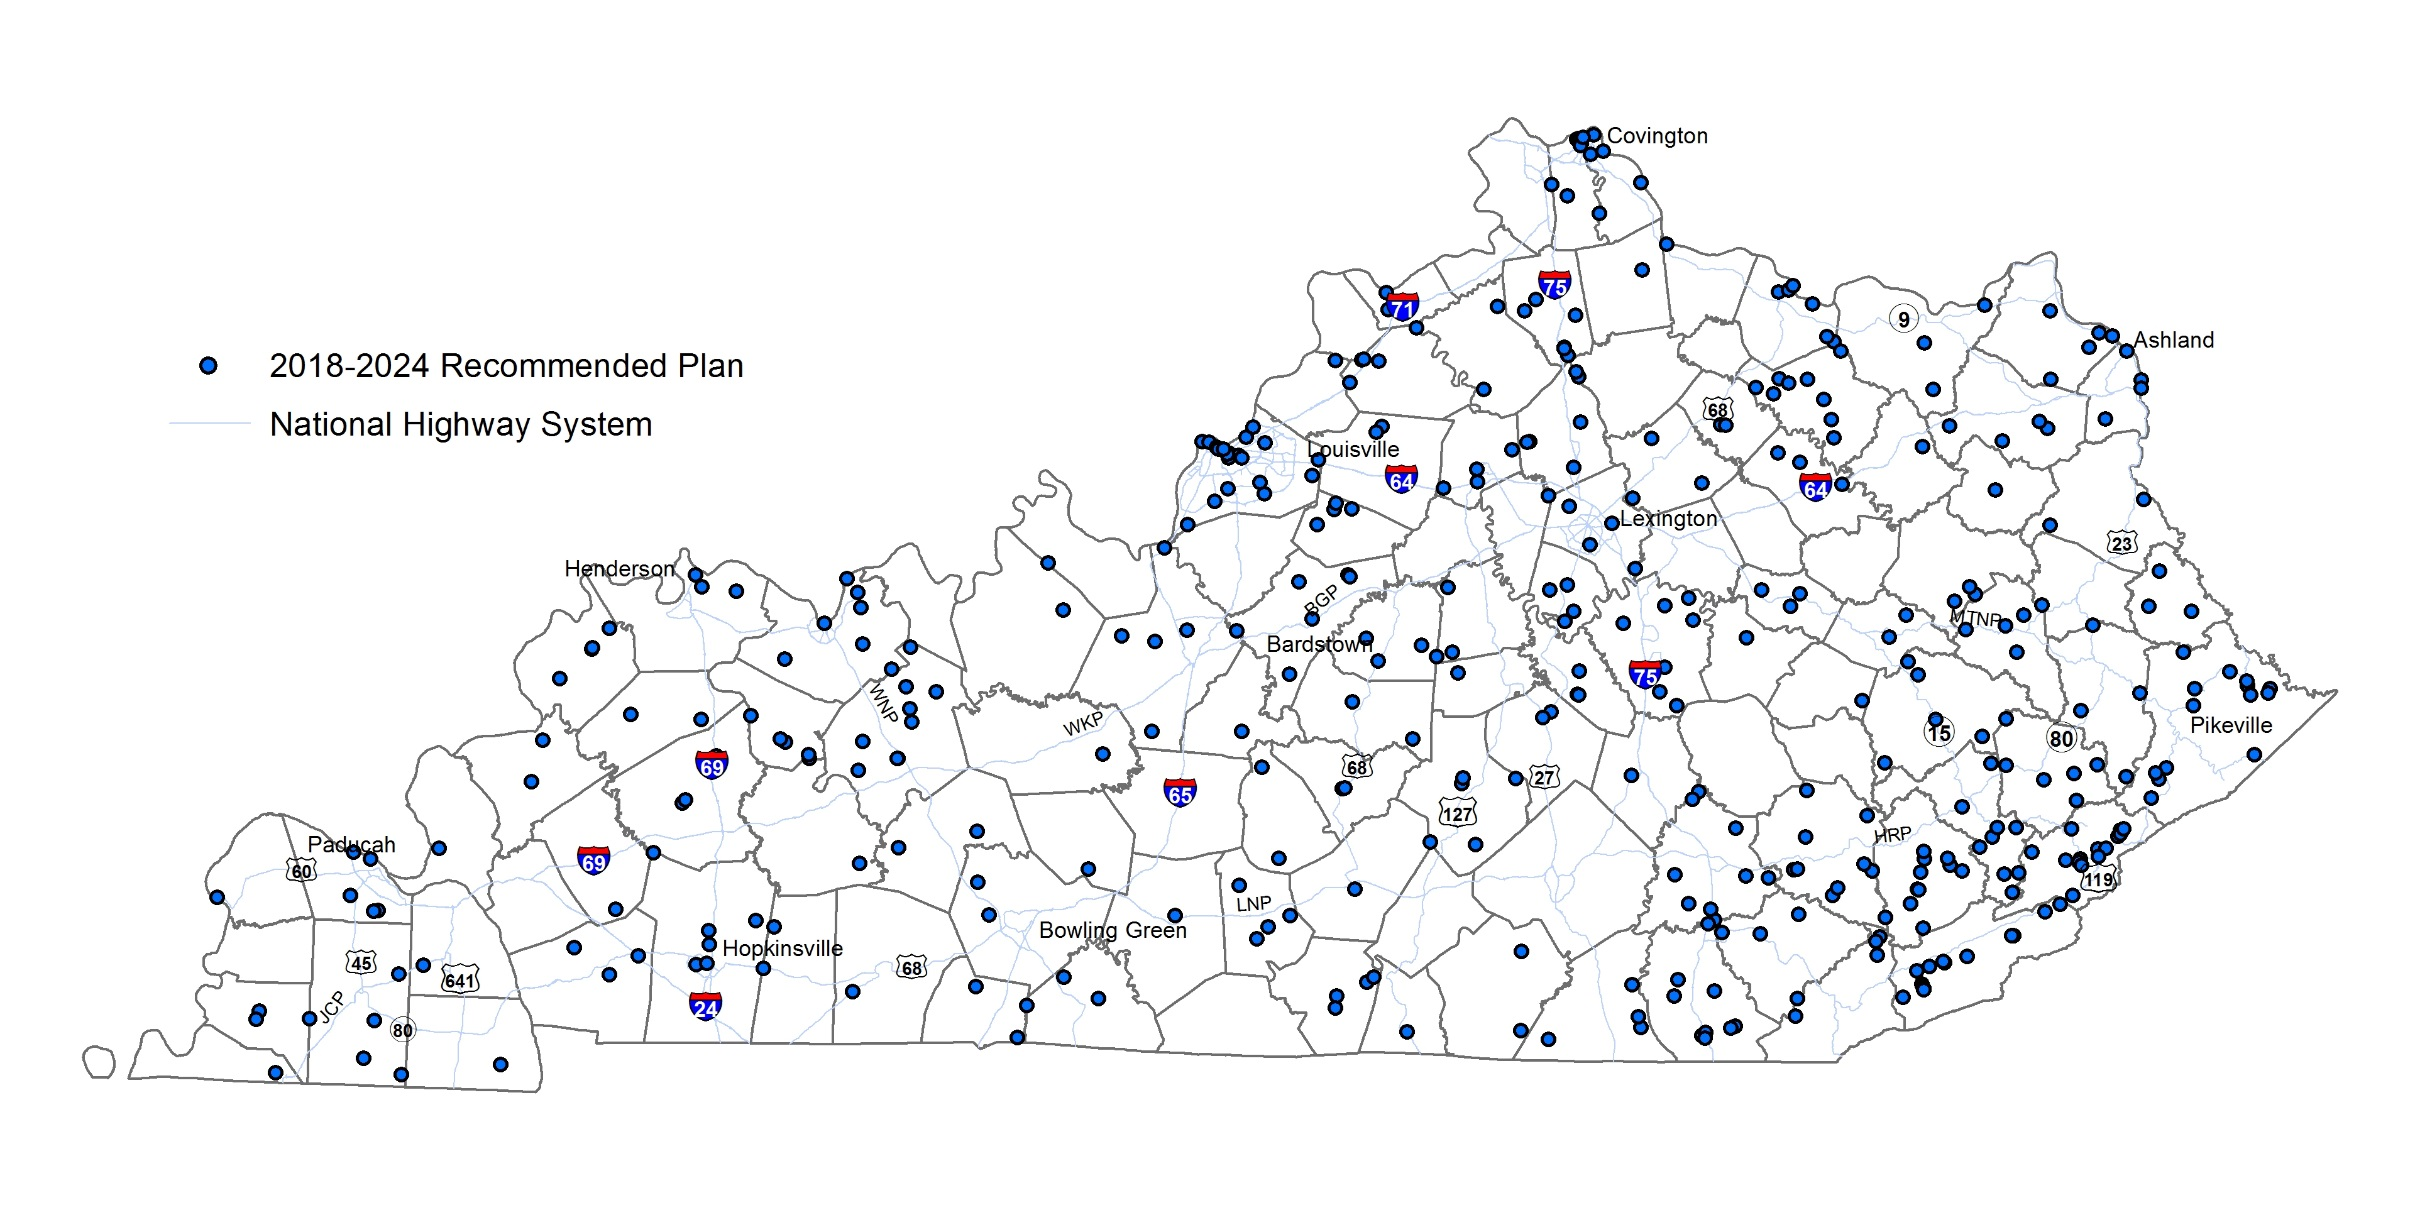 Covington
75
71
9
Ashland
2018-2024 Recommended Plan
68
National Highway System
Louisville
64
64
Lexington
23
Henderson
BGP
MTNP
Bardstown
75
WNP
WKP
Pikeville
15
80
69
68
27
65
127
HRP
Paducah
60
69
119
LNP
Bowling Green
Hopkinsville
45
68
641
24
JCP
80